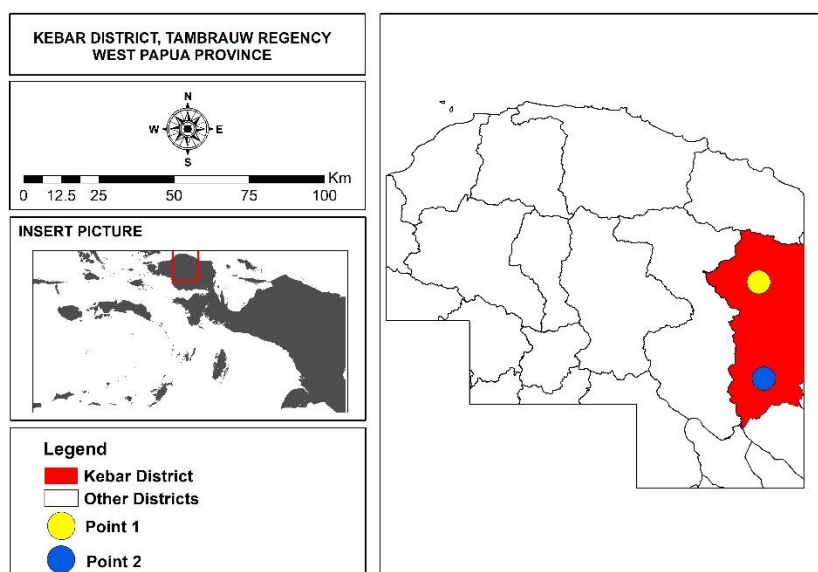 KEBAR DISTRICT, TAMBRAUW REGENCY
WEST PAPUA PROVINCE
N
W E
S
Km
0 12.5 25 50 75 100
INSERT PICTURE
Legend
Kebar District
Other Districts
Point 1
Point 2